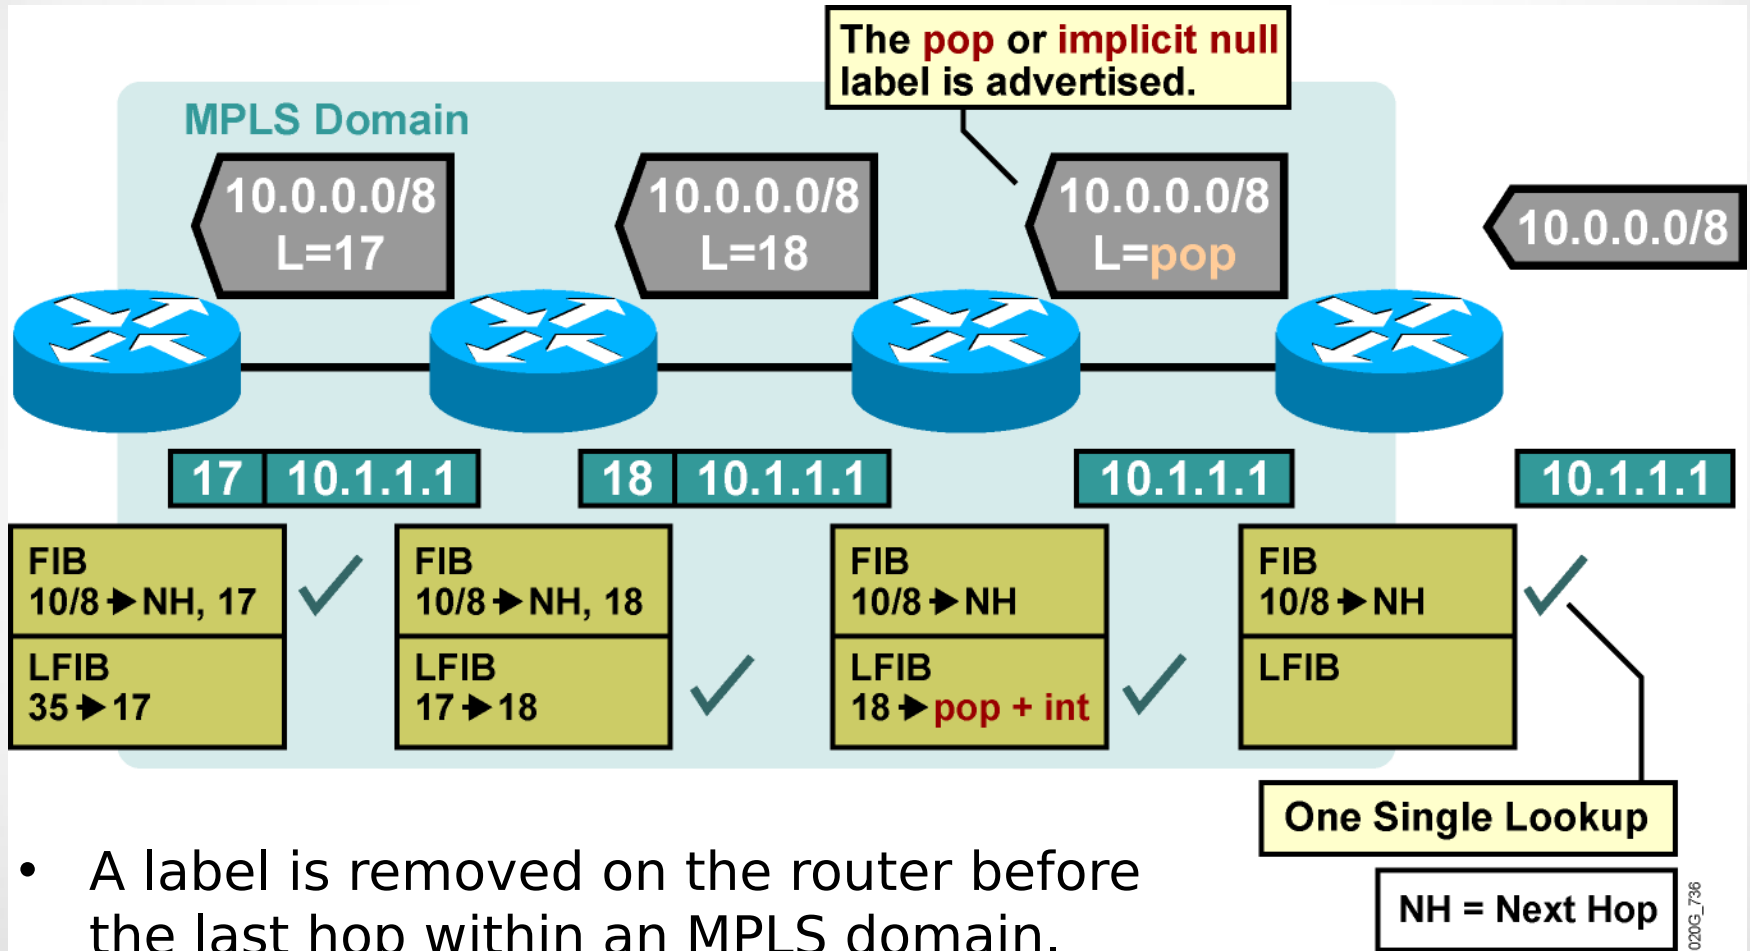 The pop or implicit null
label is advertised.
MPLS Domain
10.0.0.0/8
L=17
10.0.0.0/8
L=18
10.0.0.0/8
L=pop
10.0.0.0/8
17 10.1.1.1
18 10.1.1.1
10.1.1.1
10.1.1.1
FIB
10/8→NH, 17
LFIB
35→17
FIB
10/8→NH, 18
LFIB
17→18
FIB
10/8→NH
LFIB
18→pop + int
FIB
10/8→NH
LFIB
One Single Lookup
NH = Next Hop
020G_736
• A label is removed on the router before
the last hop within an MPLS domain.